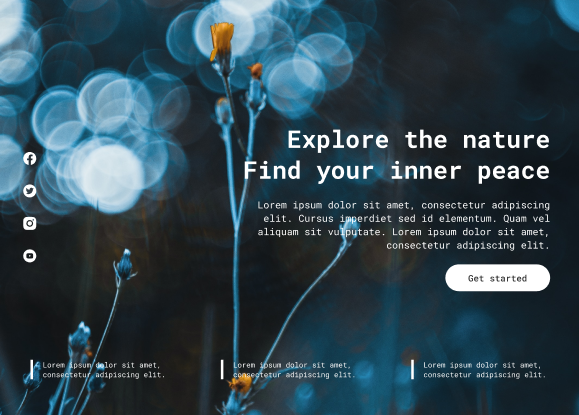 Explore the nature
Find your inner peace
Lorem ipsum dolor sit amet, consectetur adipiscing
elit. Cursus imperdiet sed id elementum. Quam vel
aliquam sit vulputate. Lorem ipsum dolor sit amet,
consectetur adipiscing elit.
Get started
Lorem ipsum dolor sit amet,
consectetur adipiscing elit.
Lorem ipsum dolor sit amet,
consectetur adipiscing elit.
Lorem ipsum dolor sit amet,
consectetur adipiscing elit.